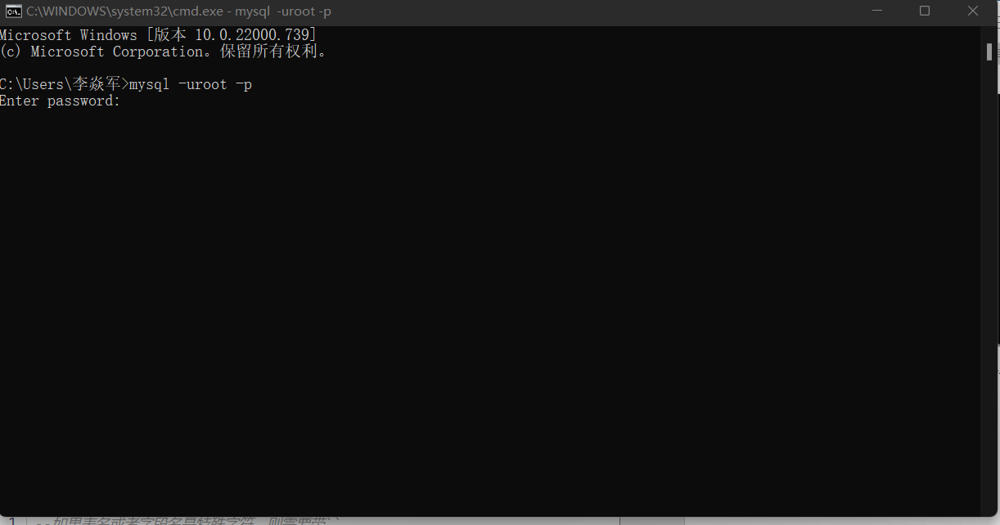 C:\WINDOWS\system32\cmd.exe - mysql  -uroot -p
Microsoft Windows [版本 10.0.22000.739]
(c) Microsoft Corporation。保留所有权利。
C:\Users\李焱军>mysql -uroot -p
Enter password:
1 --如果表名或者字段名是特殊字符，则需要带``